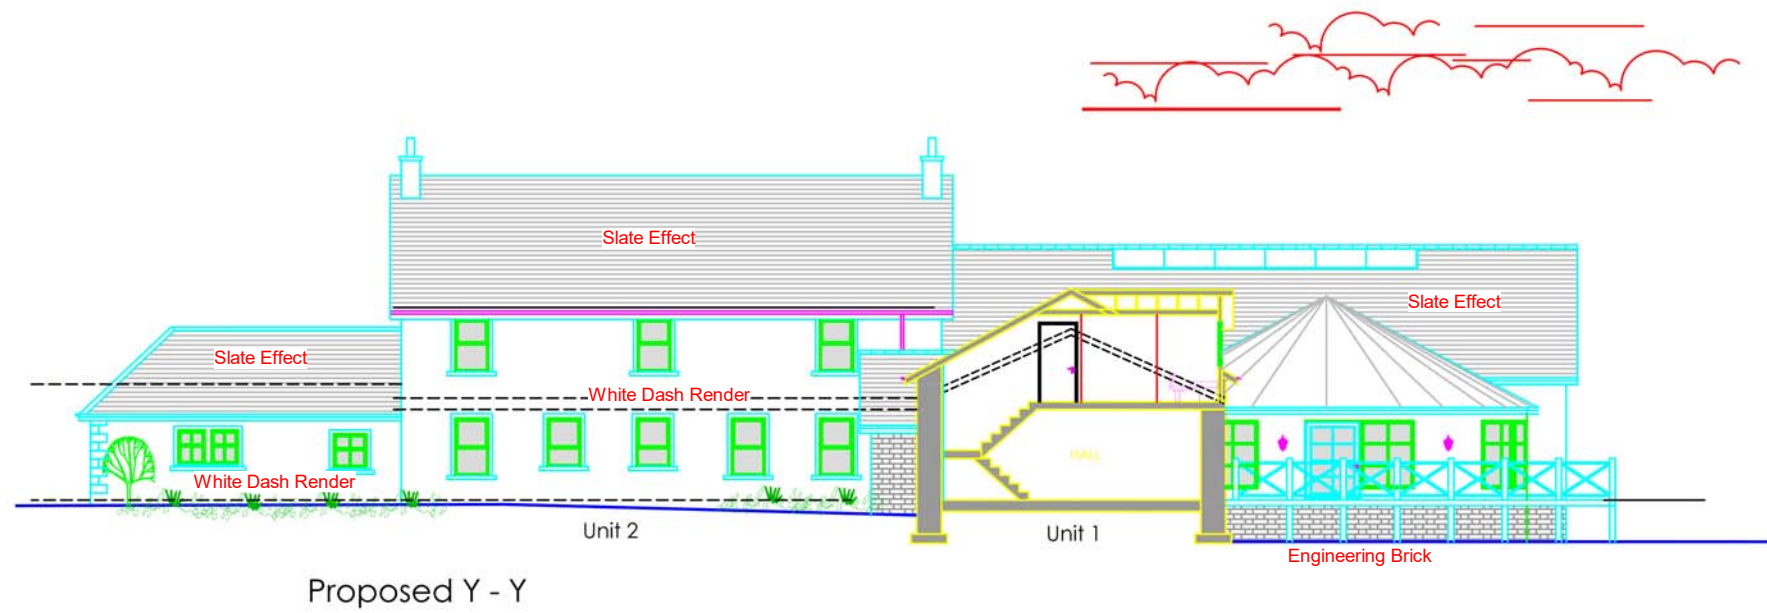 Slate Effect
Slate Effect
Slate Effect
White Dash Render
HALL
White Dash Render
Unit 2
Unit 1
Engineering Brick
Proposed Y - Y